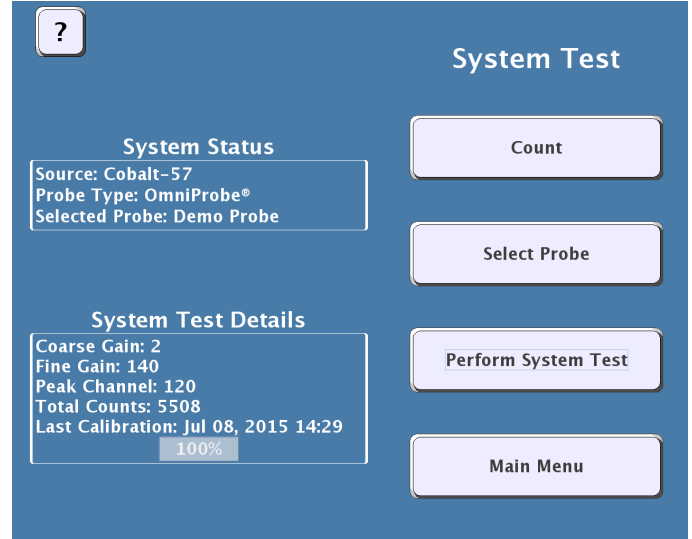 ?
System Test
System Status
Source: Cobalt-57
Probe Type: OmniProbe®
Selected Probe: Demo Probe
System Test Details
Coarse Gain: 2
Fine Gain: 140
Peak Channel: 120
Total Counts: 5508
Last Calibration: Jul 08, 2015 14:29
100%
Count
Select Probe
Perform System Test
Main Menu